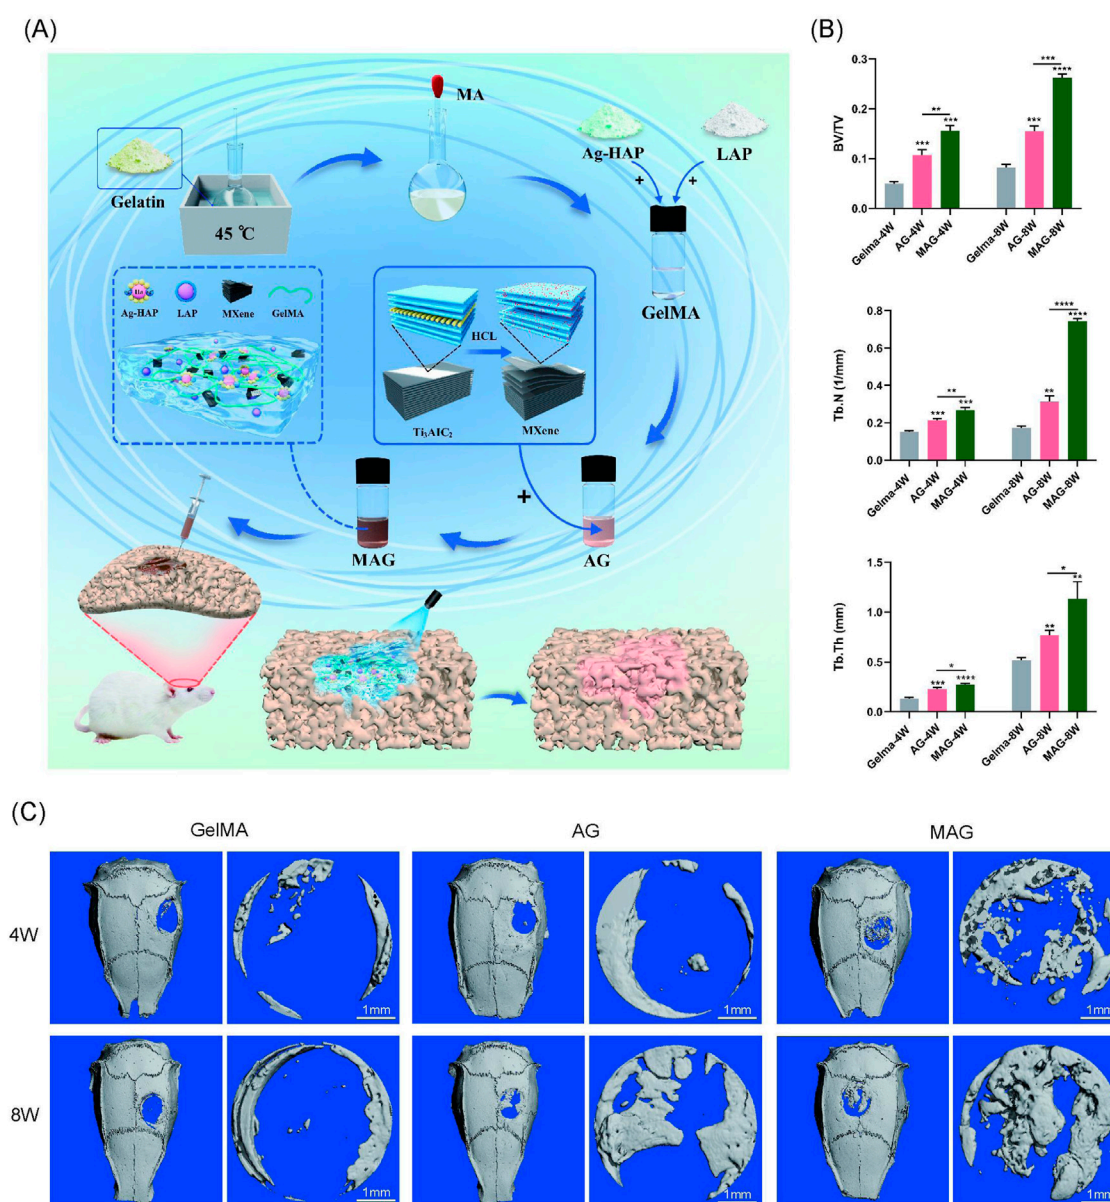 (A)
MA
Ag-HAP
LAP
+
+
Gelatin
45 ℃
GelMA
Ha
Ag-HAP
LAP
MXene
GelMA
HCL
Ti₃AlC₂
MXene
+
MAG
AG
(B)
BV/TV
0.3
0.2
0.1
0.0
***
**
***
***
***
****
Gelma-4W
AG-4W
MAG-4W
Gelma-8W
AG-8W
MAG-8W
Tb.N (1/mm)
0.8
0.6
0.4
0.2
0.0
***
**
***
**
****
****
Gelma-4W
AG-4W
MAG-4W
Gelma-8W
AG-8W
MAG-8W
Tb.Th (mm)
1.5
1.0
0.5
0.0
***
*
****
**
*
**
Gelma-4W
AG-4W
MAG-4W
Gelma-8W
AG-8W
MAG-8W
(C)
GelMA
AG
MAG
4W
1mm
1mm
1mm
8W
1mm
1mm
1mm